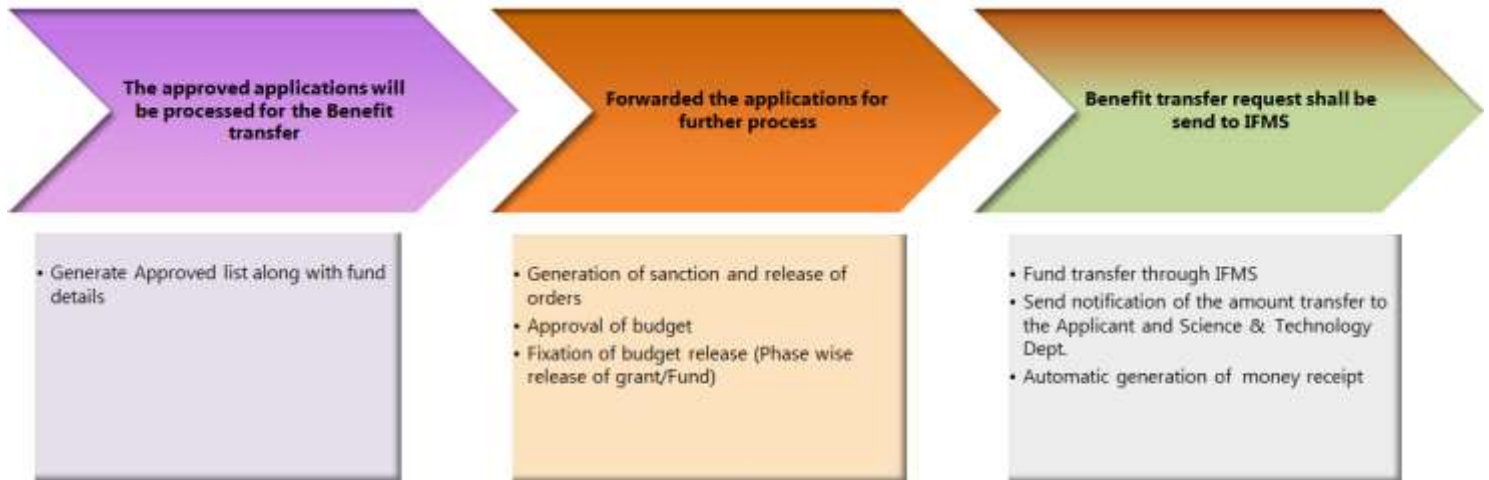 The approved applications will
be processed for the Benefit
transfer
Forwarded the applications for
further process
Benefit transfer request shall be
send to IFMS
• Generate Approved list along with fund
details
• Generation of sanction and release of
orders
• Approval of budget
• Fixation of budget release (Phase wise
release of grant/Fund)
• Fund transfer through IFMS
• Send notification of the amount transfer to
the Applicant and Science & Technology
Dept.
• Automatic generation of money receipt